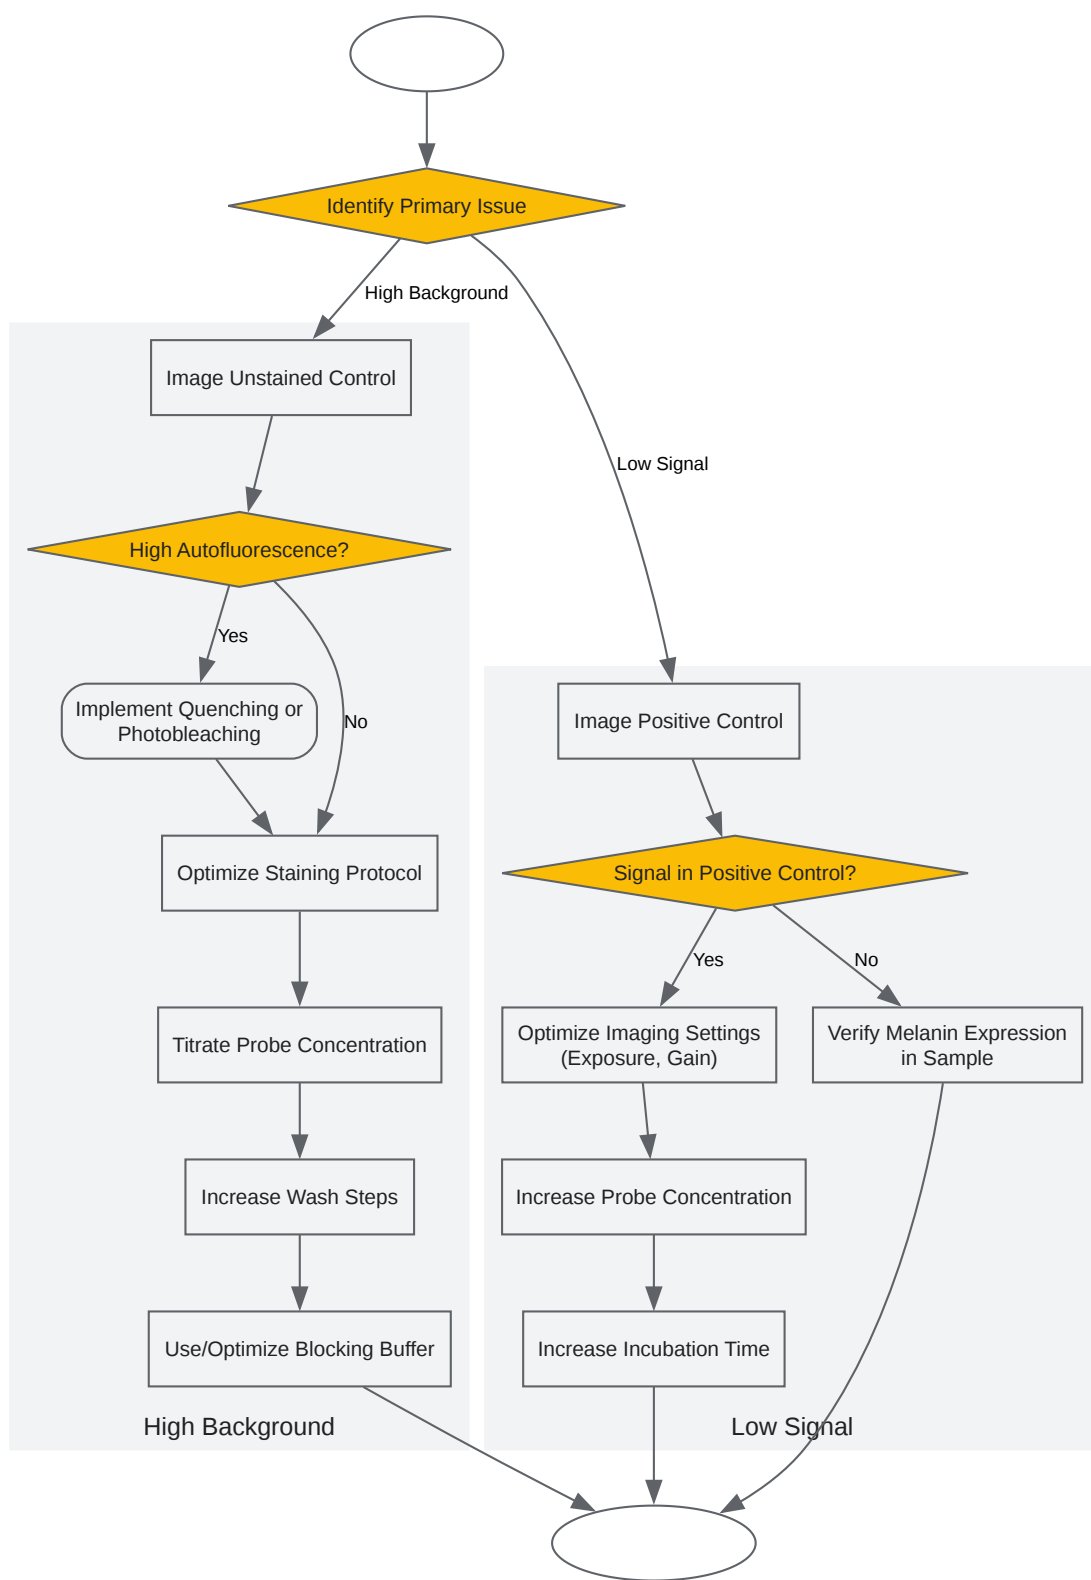 Identify Primary Issue
High Background
Low Signal
Image Unstained Control
High Autofluorescence?
Yes
No
Implement Quenching or
Photobleaching
Optimize Staining Protocol
Titrate Probe Concentration
Increase Wash Steps
Use/Optimize Blocking Buffer
High Background
Image Positive Control
Signal in Positive Control?
Yes
No
Optimize Imaging Settings
(Exposure, Gain)
Verify Melanin Expression
in Sample
Increase Probe Concentration
Increase Incubation Time
Low Signal